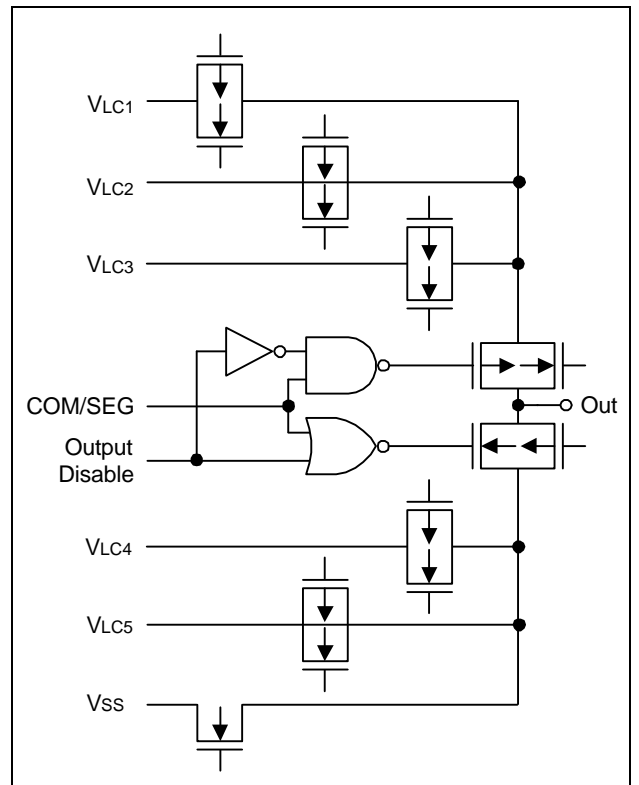 VLC1
VLC2
VLC3
COM/SEG
Out
Output
Disable
VLC4
VLC5
VSS